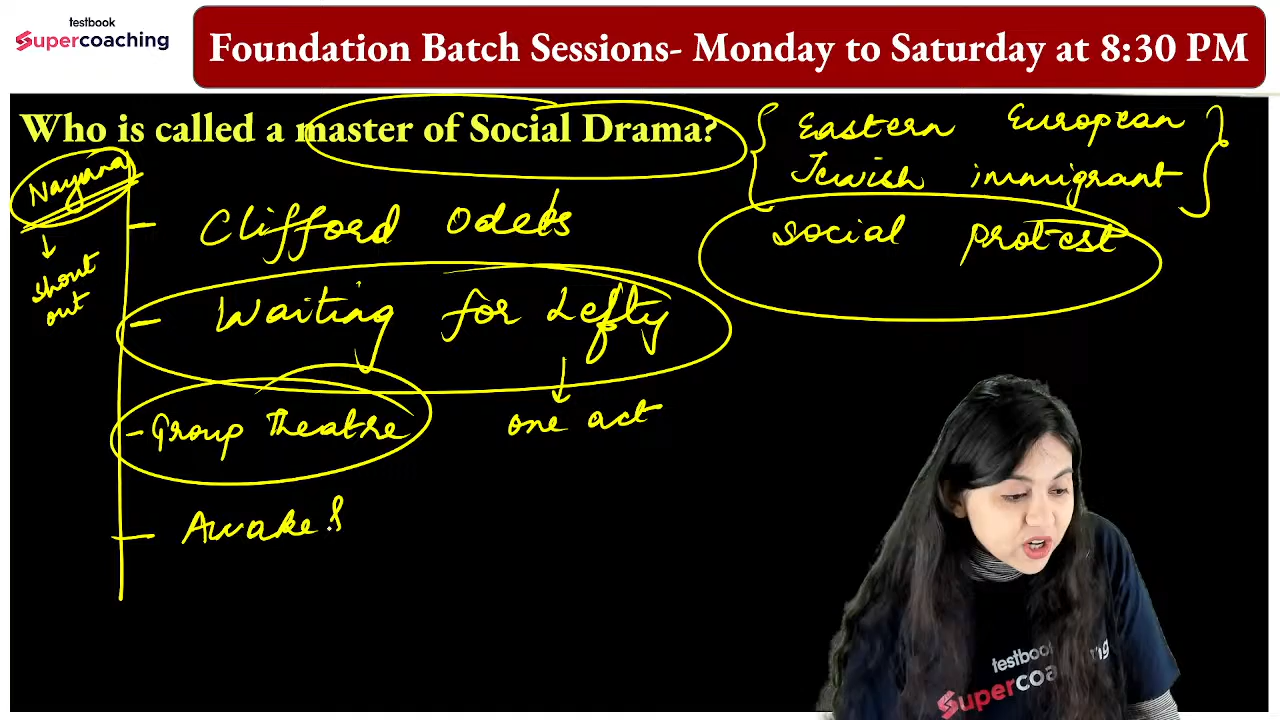 testbook
Supercoaching
Foundation Batch Sessions- Monday to Saturday at 8:30 PM
Who is called a master of Social Drama?
Eastern European
Jewish immigrant
Nayana
shout
out
Clifford Odets
social protest
Waiting for Lefty
Group Theatre
one act
Awake!
testbook
Supercoa
ng